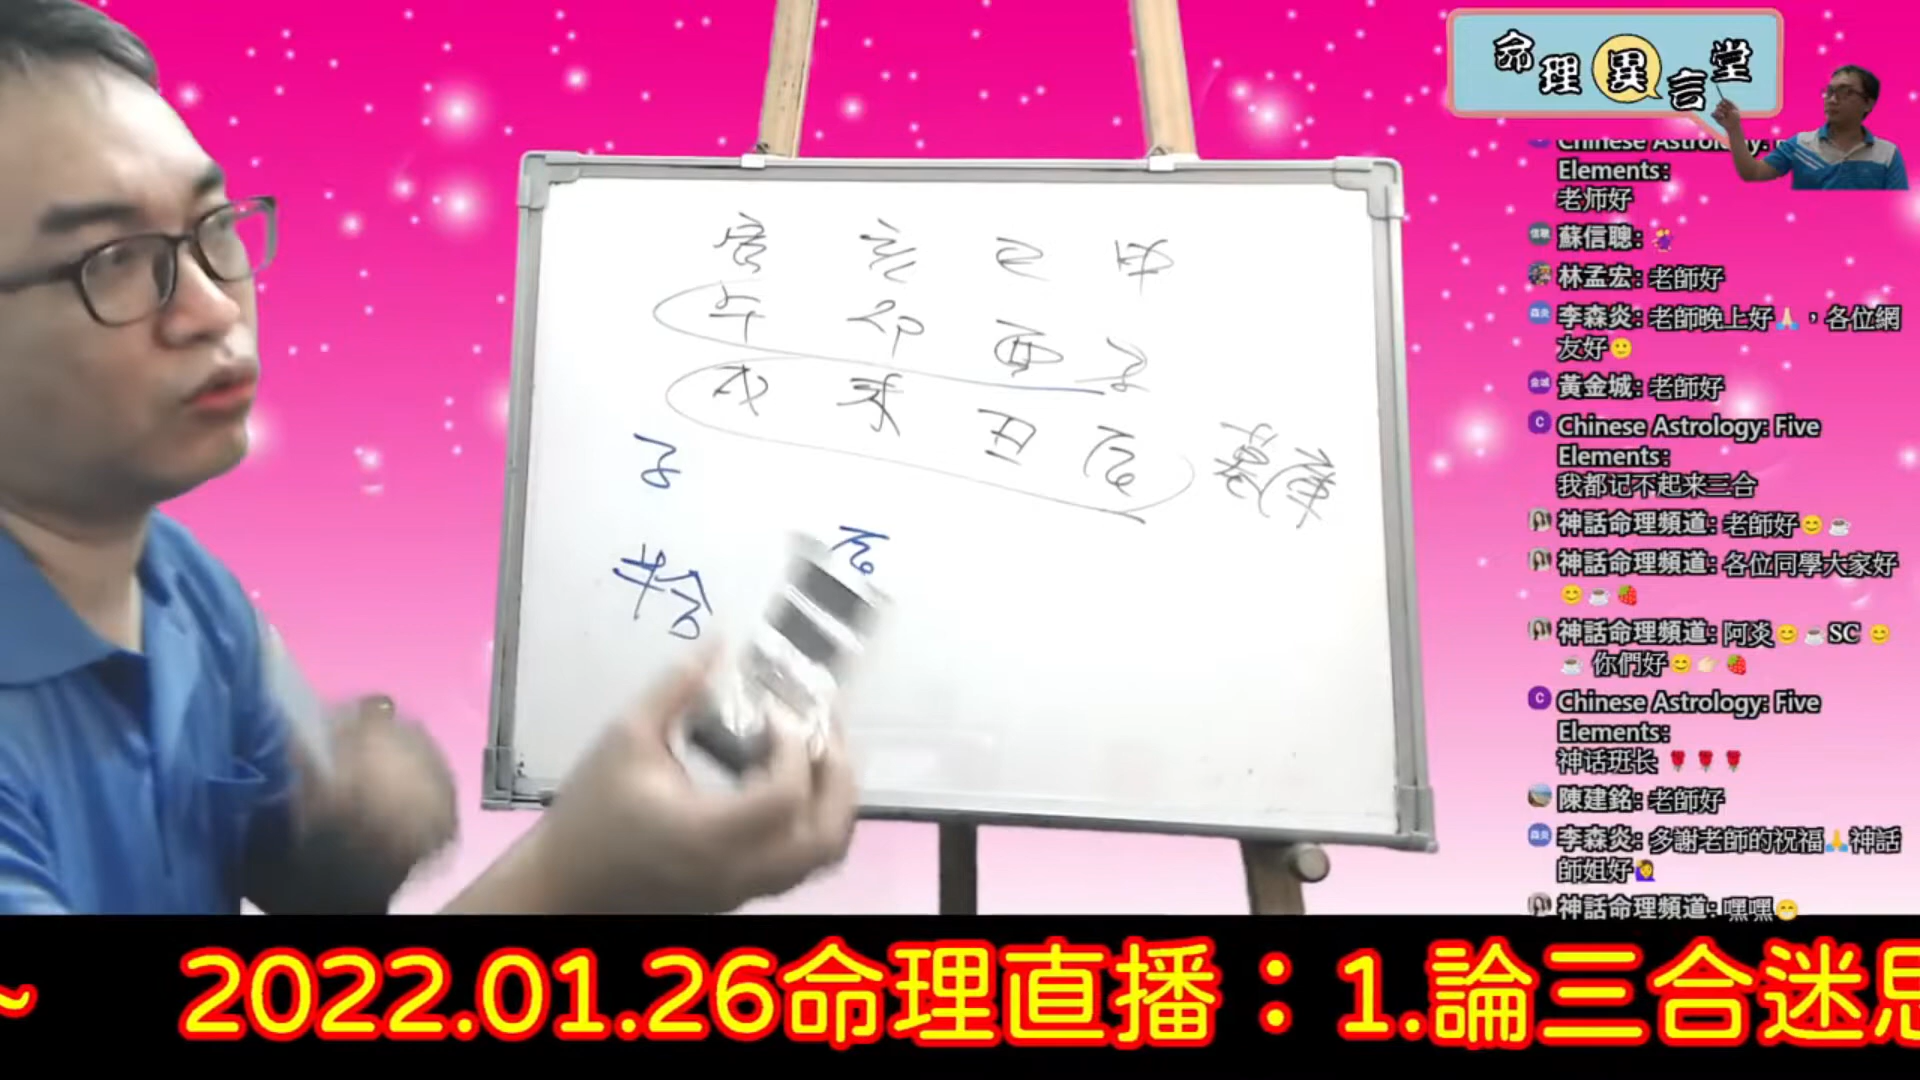 命理異言堂
寅 亥 巳 申
午 卯 酉 子
戌 未 丑 辰 墓庫
子
辰
半合
Chinese Astrology: F
Elements:
老师好
蘇信聰:
林孟宏: 老師好
李森炎: 老師晚上好🙏，各位網
友好🙂
黃金城: 老師好
Chinese Astrology: Five
Elements:
我都记不起来三合
神話命理頻道: 老師好😊☕
神話命理頻道: 各位同學大家好
😊☕🍓
神話命理頻道: 阿炎😊☕SC😊
☕你們好😊👈🏻🍓
Chinese Astrology: Five
Elements:
神话班长🌹🌹🌹
陳建銘: 老師好
李森炎: 多謝老師的祝福🙏神話
師姐好🙋‍♀️
神話命理頻道: 嘿嘿😁
~ 2022.01.26命理直播：1.論三合迷思